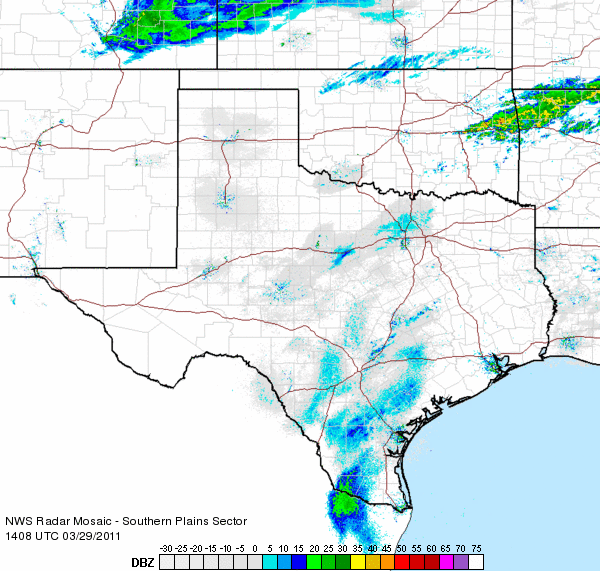 NWS Radar Mosaic - Southern Plains Sector
1408 UTC 03/29/2011
DBZ -30 -25 -20 -15 -10 -5 0 5 10 15 20 25 30 35 40 45 50 55 60 65 70 75